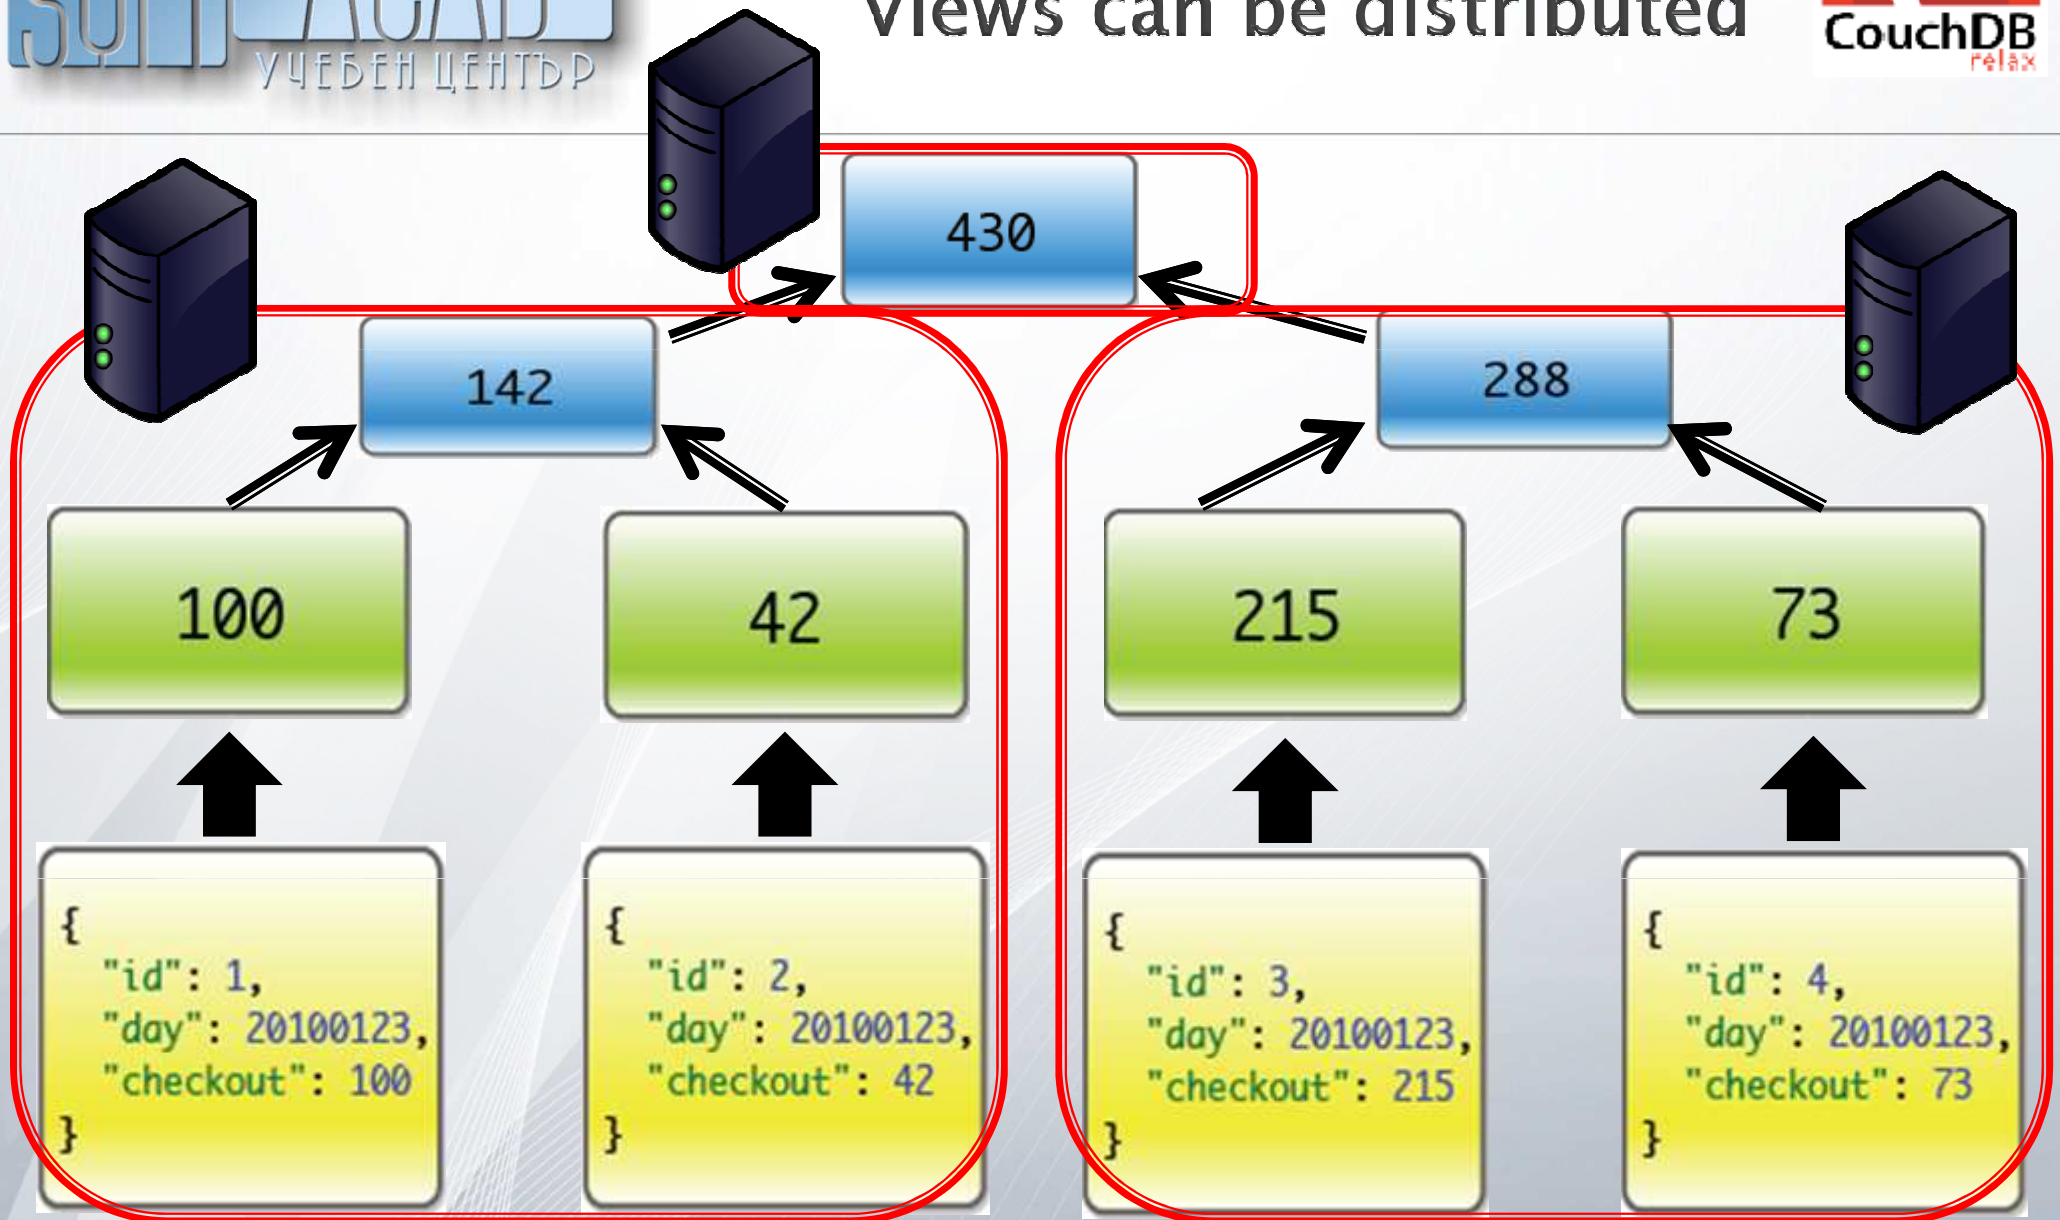 Views can be distributed
УЧЕБЕН ЦЕНТЪР
CouchDB
relax
430
142
288
100
42
215
73
{
"id": 1,
"day": 20100123,
"checkout": 100
}
{
"id": 2,
"day": 20100123,
"checkout": 42
}
{
"id": 3,
"day": 20100123,
"checkout": 215
}
{
"id": 4,
"day": 20100123,
"checkout": 73
}